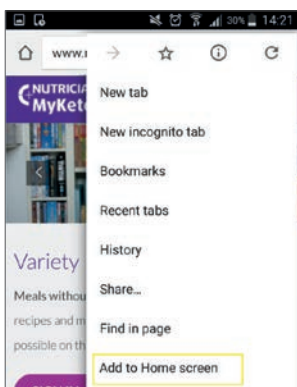 30% 14:21
www.
NUTRICIA
MyKeto
New tab
New incognito tab
Bookmarks
Recent tabs
History
Share...
Find in page
Add to Home screen
Variety
Meals withou
recipes and m
possible on th